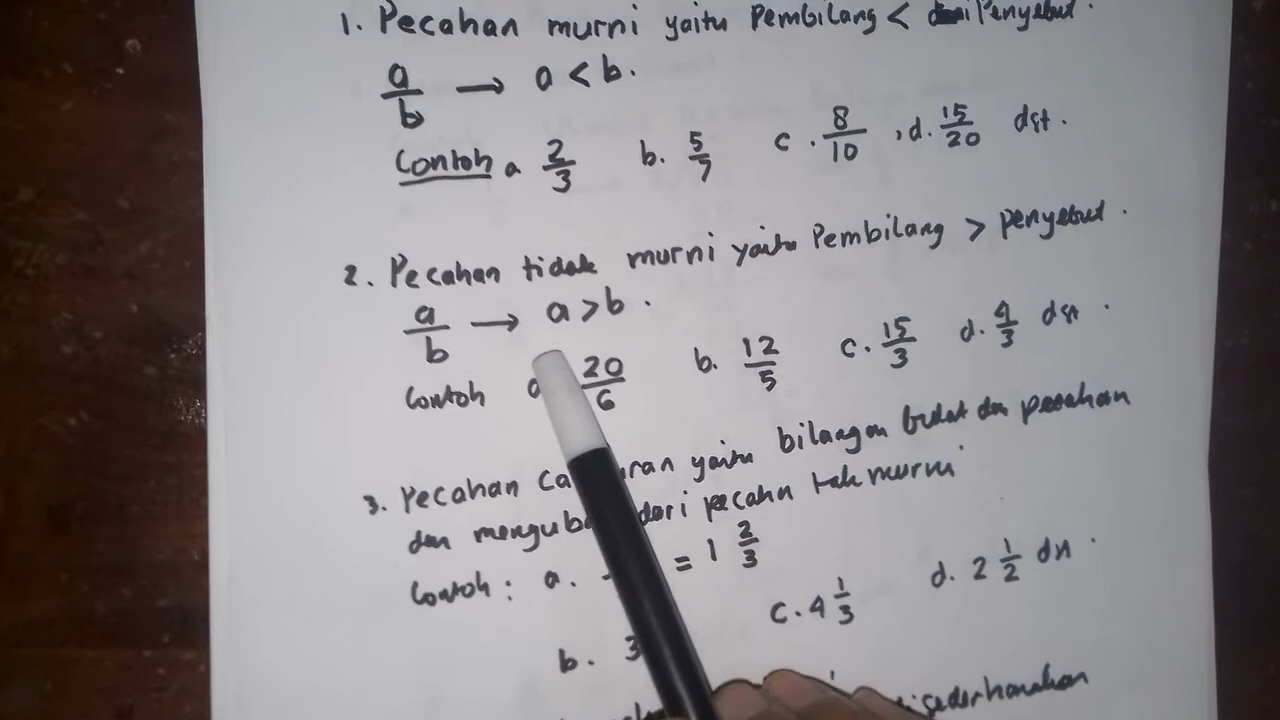 1. Pecahan murni yaitu Pembilang < Penyebut.
a/b → a < b.
Contoh a 2/3 b. 5/7 c. 8/10 , d. 15/20 dst.
2. Pecahan tidak murni yaitu Pembilang > penyebut.
a/b → a > b.
Contoh a 20/6 b. 12/5 c. 15/3 d. 4/3 dst.
3. Pecahan yaitu bilangan bulat dan pecahan
dan dari pecahan tak murni
Contoh : a. = 1 2/3
b. 3 c. 4 1/3 d. 2 1/2 dst.
disederhanakan